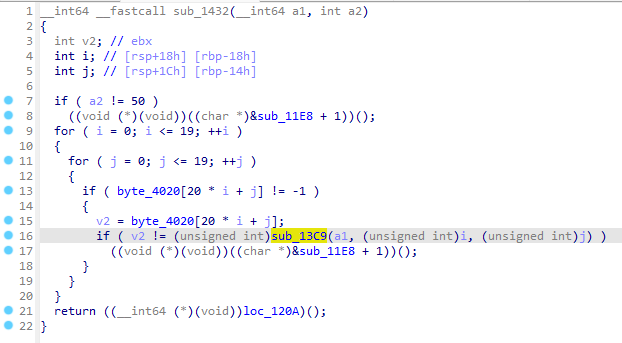 1 __int64 __fastcall sub_1432(__int64 a1, int a2)
2 {
3 int v2; // ebx
4 int i; // [rsp+18h] [rbp-18h]
5 int j; // [rsp+1Ch] [rbp-14h]
6
7 if ( a2 != 50 )
8 ((void (*)(void))((char *)&sub_11E8 + 1))();
9 for ( i = 0; i <= 19; ++i )
10 {
11 for ( j = 0; j <= 19; ++j )
12 {
13 if ( byte_4020[20 * i + j] != -1 )
14 {
15 v2 = byte_4020[20 * i + j];
16 if ( v2 != (unsigned int)sub_13C9(a1, (unsigned int)i, (unsigned int)j) )
17 ((void (*)(void))((char *)&sub_11E8 + 1))();
18 }
19 }
20 }
21 return ((__int64 (*)(void))loc_120A)();
22 }